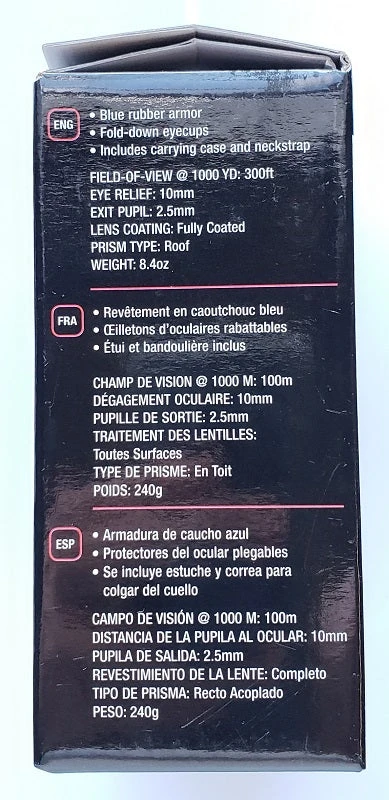 ENG
• Blue rubber armor
• Fold-down eyecups
• Includes carrying case and neckstrap
FIELD-OF-VIEW @ 1000 YD: 300ft
EYE RELIEF: 10mm
EXIT PUPIL: 2.5mm
LENS COATING: Fully Coated
PRISM TYPE: Roof
WEIGHT: 8.4oz
FRA
• Revêtement en caoutchouc bleu
• Œilletons d'oculaires rabattables
• Étui et bandoulière inclus
CHAMP DE VISION @ 1000 M: 100m
DÉGAGEMENT OCULAIRE: 10mm
PUPILLE DE SORTIE: 2.5mm
TRAITEMENT DES LENTILLES:
Toutes Surfaces
TYPE DE PRISME: En Toit
POIDS: 240g
ESP
• Armadura de caucho azul
• Protectores del ocular plegables
• Se incluye estuche y correa para
colgar del cuello
CAMPO DE VISIÓN @ 1000 M: 100m
DISTANCIA DE LA PUPILA AL OCULAR: 10mm
PUPILA DE SALIDA: 2.5mm
REVESTIMIENTO DE LA LENTE: Completo
TIPO DE PRISMA: Recto Acoplado
PESO: 240g